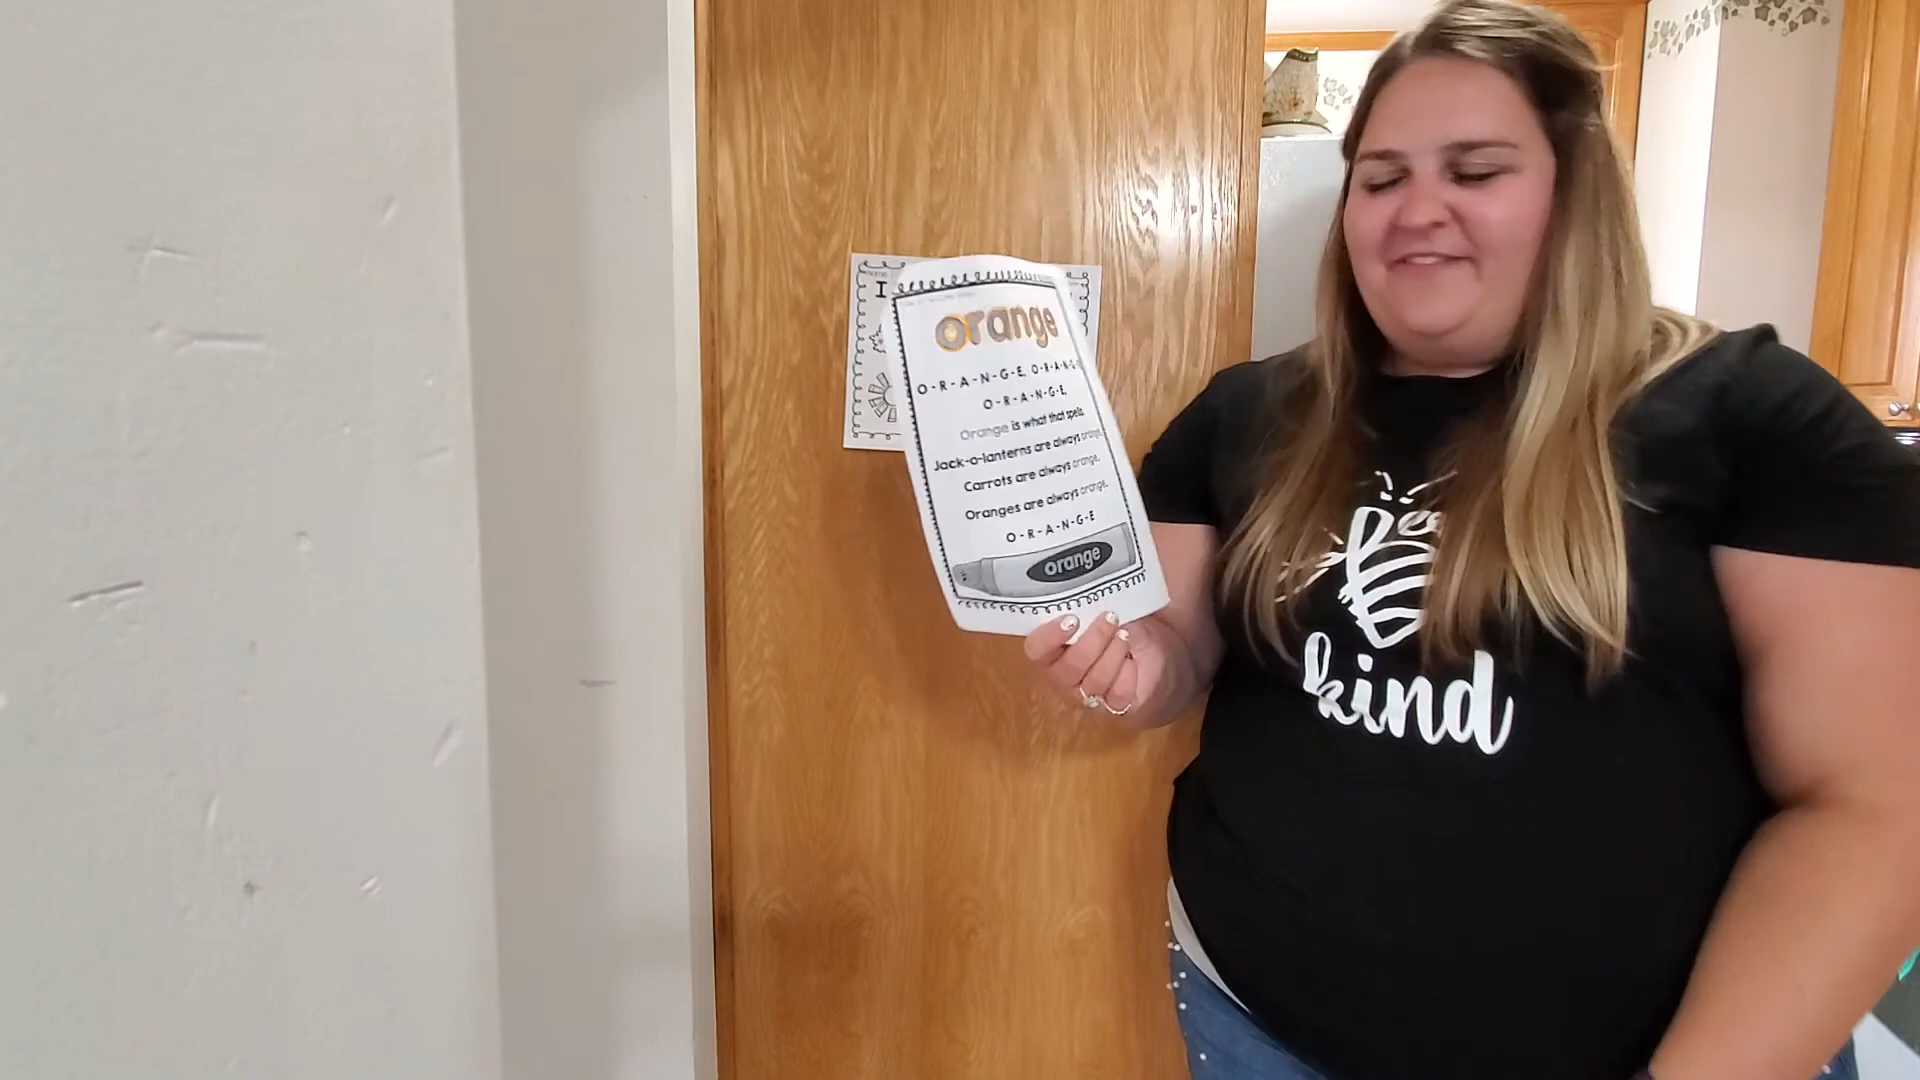 I
orange
O-R-A-N-G-E, O-R-A-N-G-
O-R-A-N-G-E,
Orange is what that spells.
Jack-o-lanterns are always orange.
Carrots are always orange.
Oranges are always orange.
O-R-A-N-G-E
orange
Bee
kind